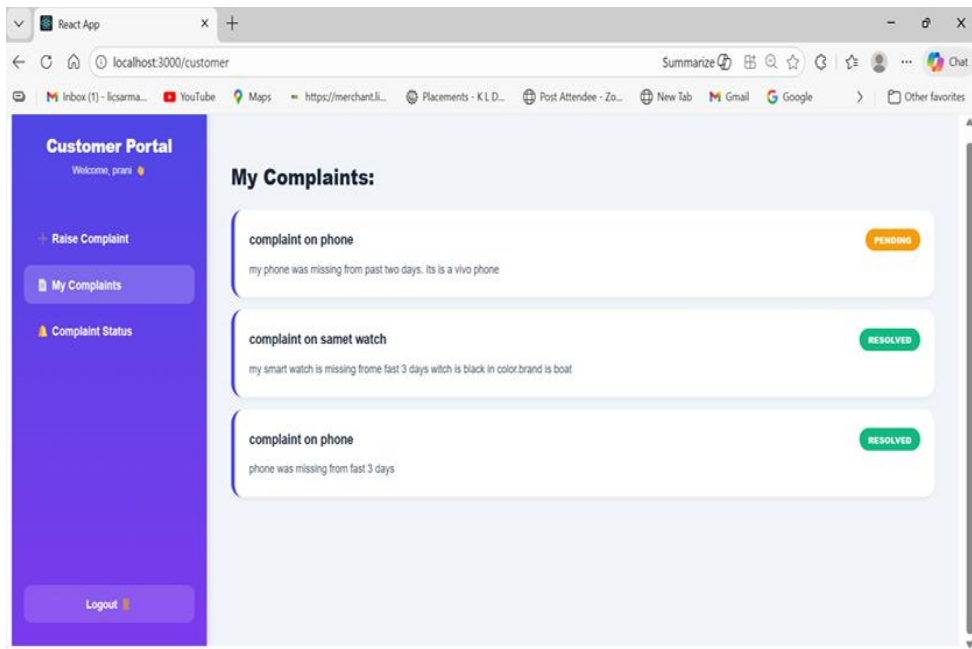 React App
localhost:3000/customer
Summarize
Chat
Inbox (1) - licsarma...
YouTube
Maps
https://merchant.li...
Placements - K L D...
Post Attendee - Zo...
New Tab
Gmail
Google
Other favorites
Customer Portal
Welcome, prani 👋
Raise Complaint
My Complaints
Complaint Status
Logout
My Complaints:
complaint on phone
PENDING
my phone was missing from past two days. Its is a vivo phone
complaint on samet watch
RESOLVED
my smart watch is missing frome fast 3 days witch is black in color.brand is boat
complaint on phone
RESOLVED
phone was missing from fast 3 days